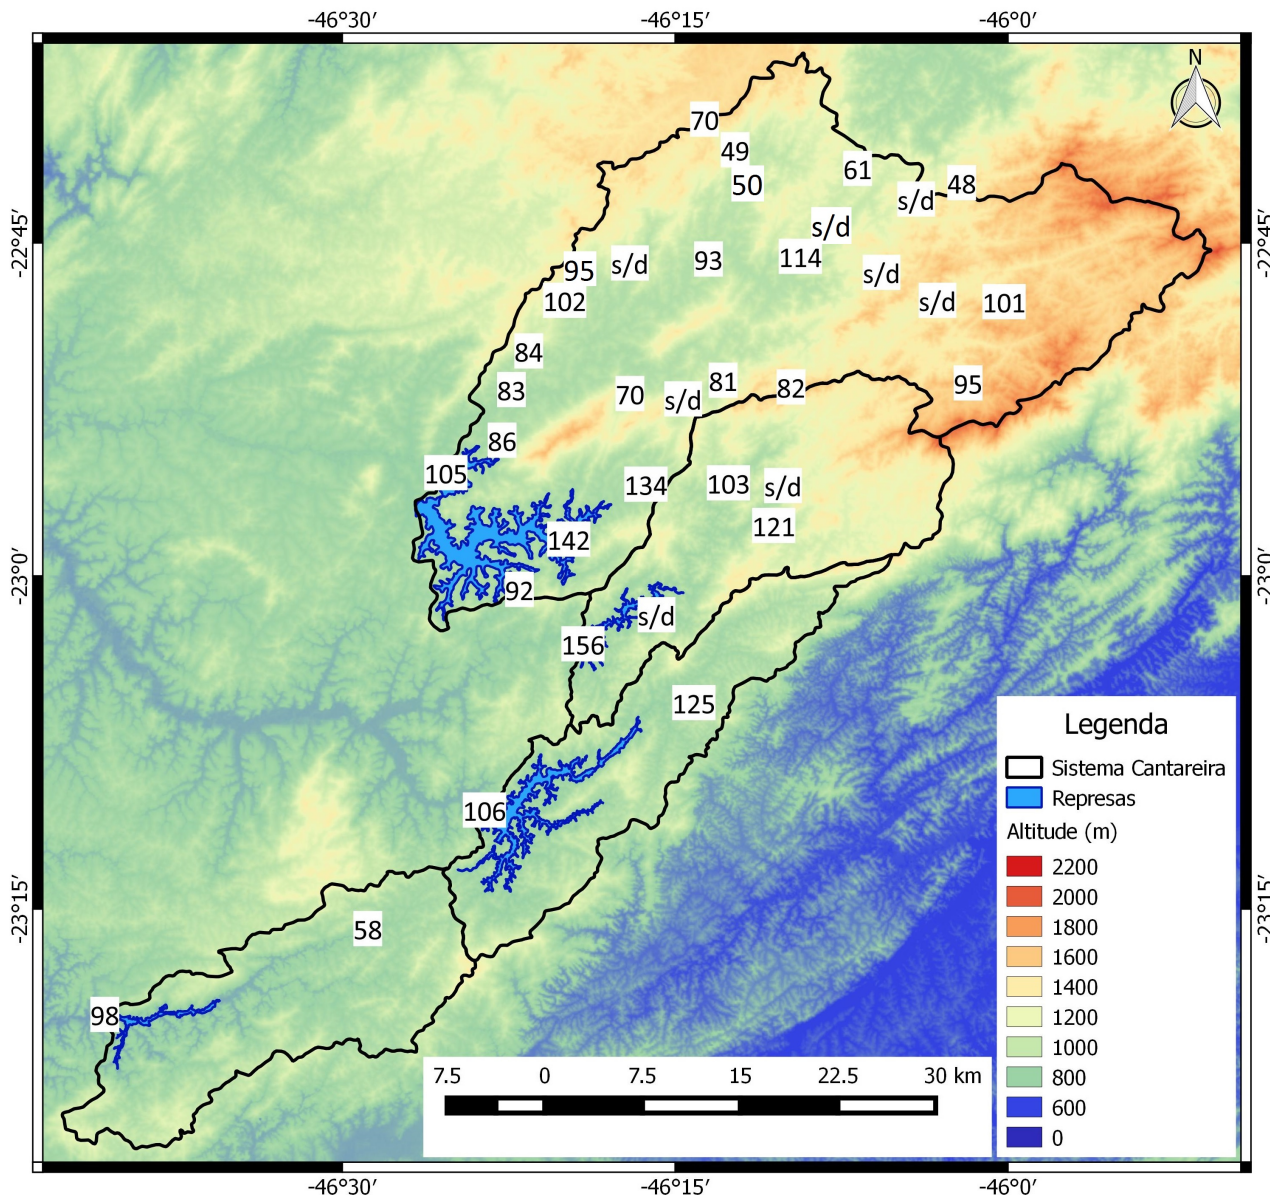 -46°30′ -46°15′ -46°0′
N
70
49
50
61
48
s/d
s/d
-22°45′
-22°45′
95
s/d
93
114
s/d
102
s/d
101
84
83
70
s/d
81
82
95
86
105
134
103
s/d
121
142
-23°0′
-23°0′
92
s/d
156
125
Legenda
Sistema Cantareira
Represas
Altitude (m)
2200
2000
1800
1600
1400
1200
1000
800
600
0
106
-23°15′
-23°15′
58
98
7.5 0 7.5 15 22.5 30 km
-46°30′ -46°15′ -46°0′